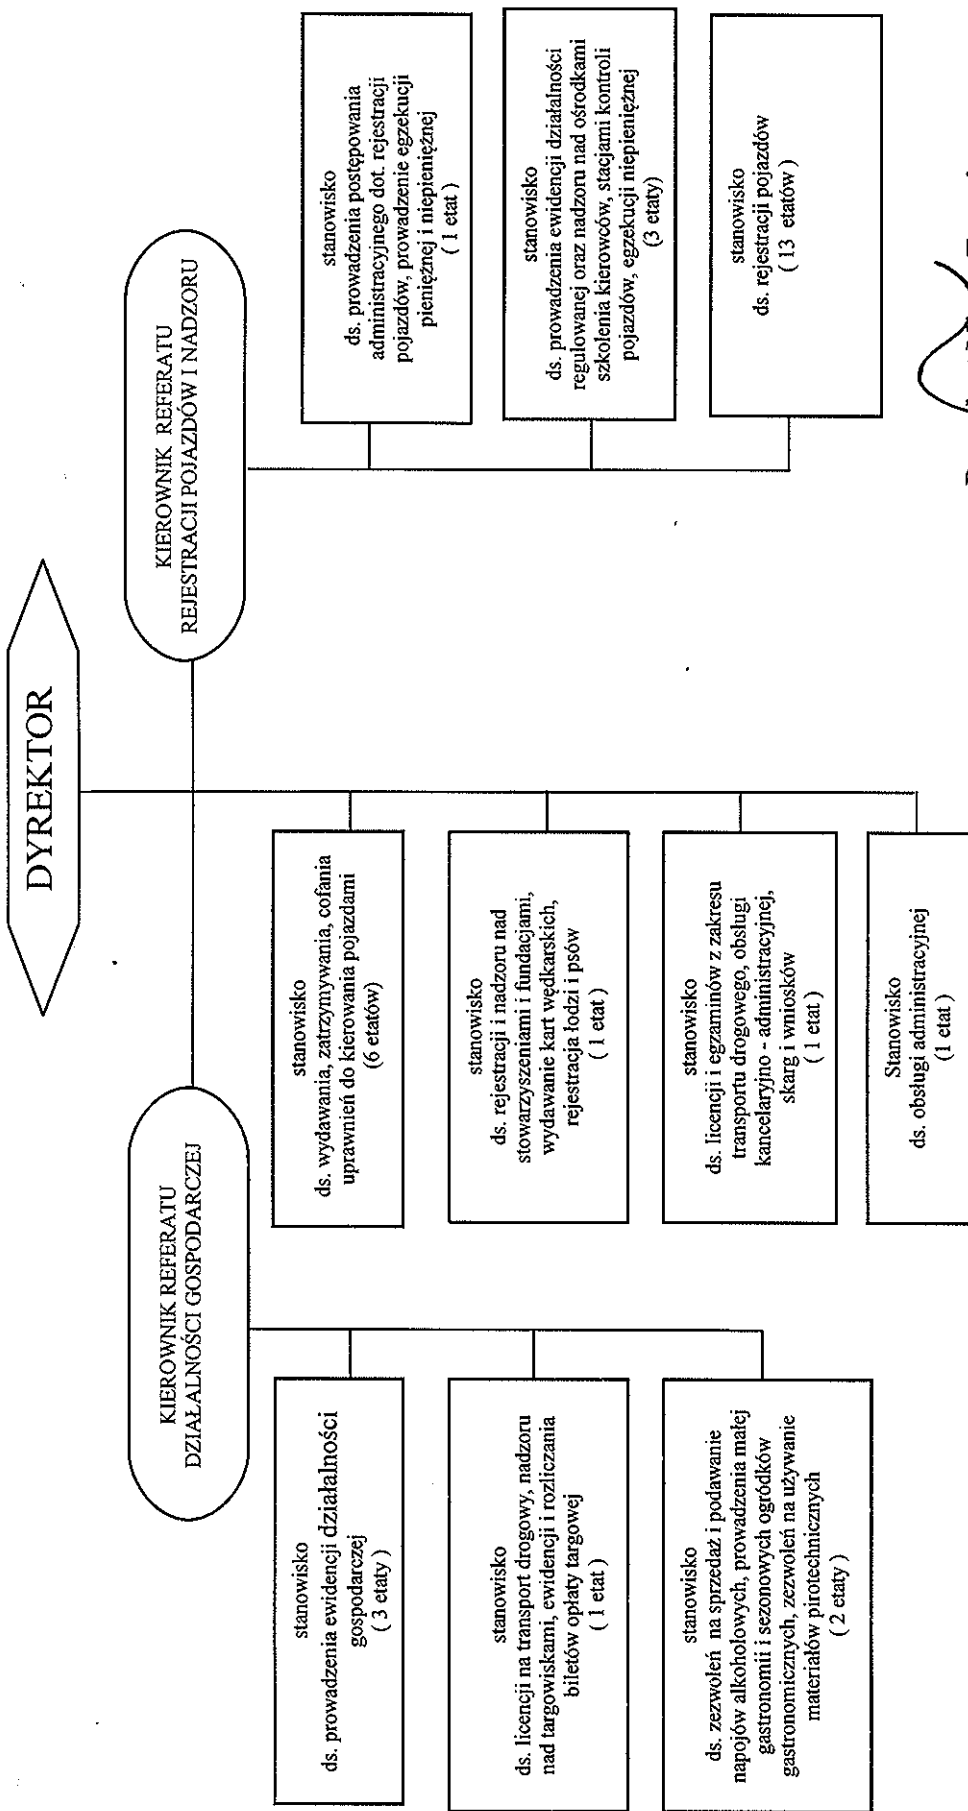 DYREKTOR
KIEROWNIK REFERATU
DZIAŁALNOŚCI GOSPODARCZEJ
KIEROWNIK REFERATU
REJESTRACJI POJAZDÓW I NADZORU
stanowisko
ds. prowadzenia ewidencji działalności
gospodarczej
( 3 etaty )
stanowisko
ds. licencji na transport drogowy, nadzoru
nad targowiskami, ewidencji i rozliczania
biletów opłaty targowej
( 1 etat )
stanowisko
ds. zezwoleń na sprzedaż i podawanie
napojów alkoholowych, prowadzenia małej
gastronomii i sezonowych ogródków
gastronomicznych, zezwoleń na używanie
materiałów pirotechnicznych
( 2 etaty )
stanowisko
ds. wydawania, zatrzymywania, cofania
uprawnień do kierowania pojazdami
(6 etatów)
stanowisko
ds. rejestracji i nadzoru nad
stowarzyszeniami i fundacjami,
wydawanie kart wędkarskich,
rejestracja łodzi i psów
( 1 etat )
stanowisko
ds. licencji i egzaminów z zakresu
transportu drogowego, obsługi
kancelaryjno - administracyjnej,
skarg i wniosków
( 1 etat )
Stanowisko
ds. obsługi administracyjnej
(1 etat )
stanowisko
ds. prowadzenia postępowania
administracyjnego dot. rejestracji
pojazdów, prowadzenie egzekucji
pieniężnej i niepieniężnej
( 1 etat )
stanowisko
ds. prowadzenia ewidencji działalności
regulowanej oraz nadzoru nad ośrodkami
szkolenia kierowców, stacjami kontroli
pojazdów, egzekucji niepieniężnej
(3 etaty)
stanowisko
ds. rejestracji pojazdów
( 13 etatów )